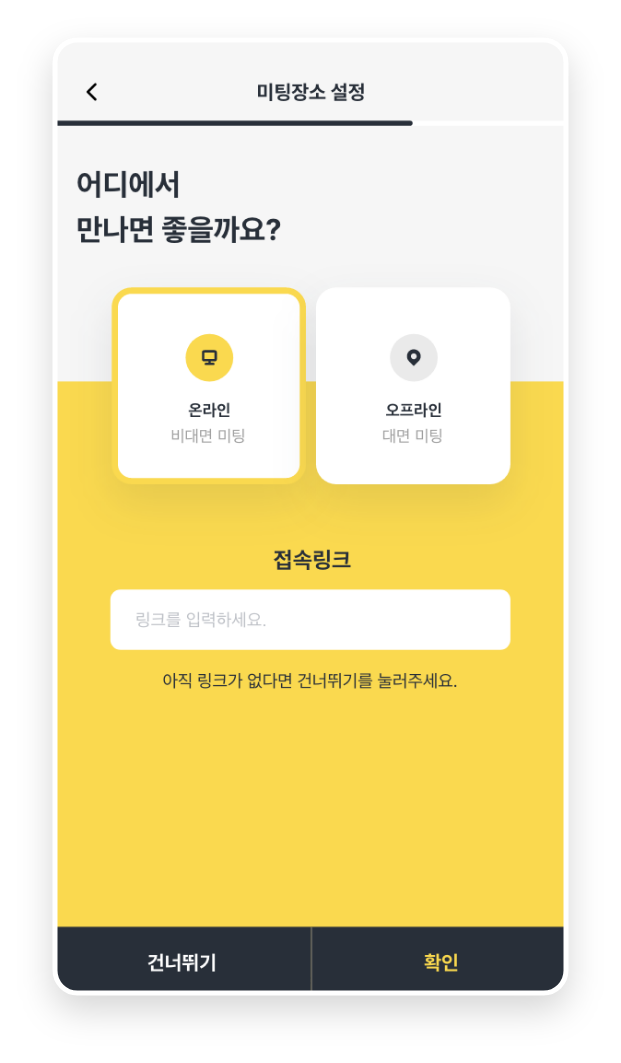 미팅장소 설정
어디에서
만나면 좋을까요?
온라인
비대면 미팅
오프라인
대면 미팅
접속링크
링크를 입력하세요.
아직 링크가 없다면 건너뛰기를 눌러주세요.
건너뛰기
확인